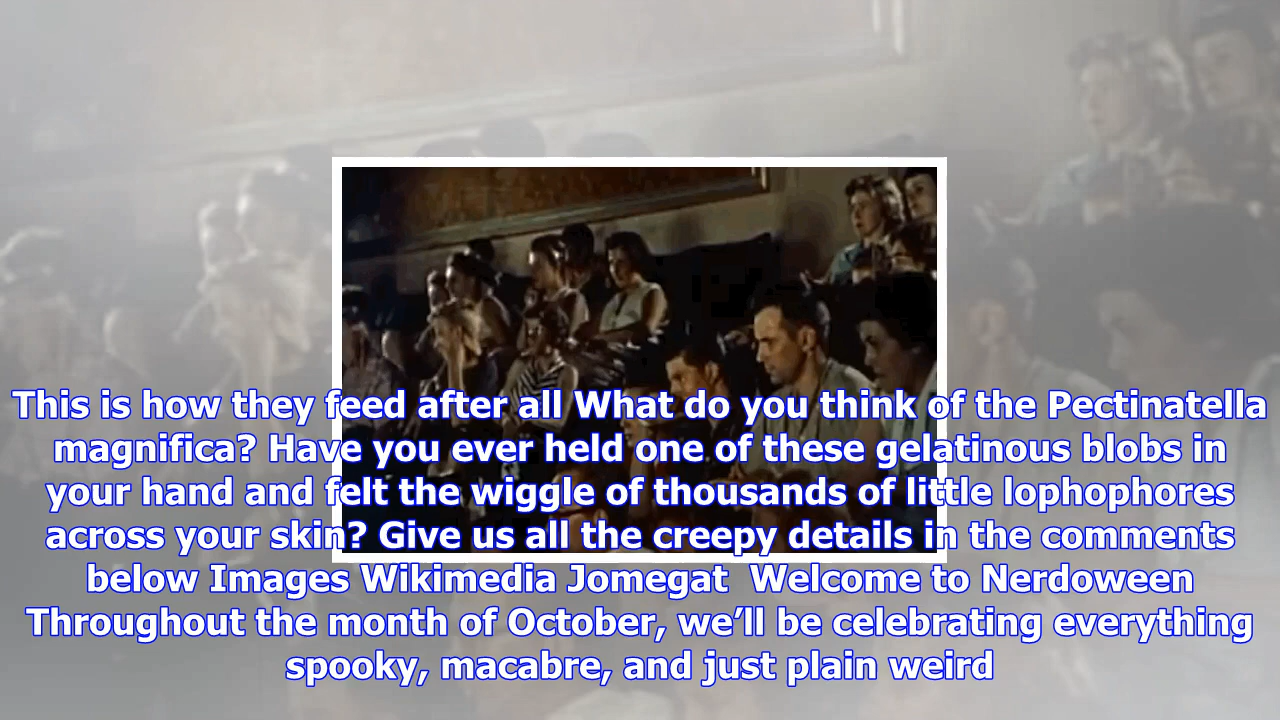 This is how they feed after all What do you think of the Pectinatella
magnifica? Have you ever held one of these gelatinous blobs in
your hand and felt the wiggle of thousands of little lophophores
across your skin? Give us all the creepy details in the comments
below Images Wikimedia Jomegat  Welcome to Nerdoween
Throughout the month of October, we’ll be celebrating everything
spooky, macabre, and just plain weird